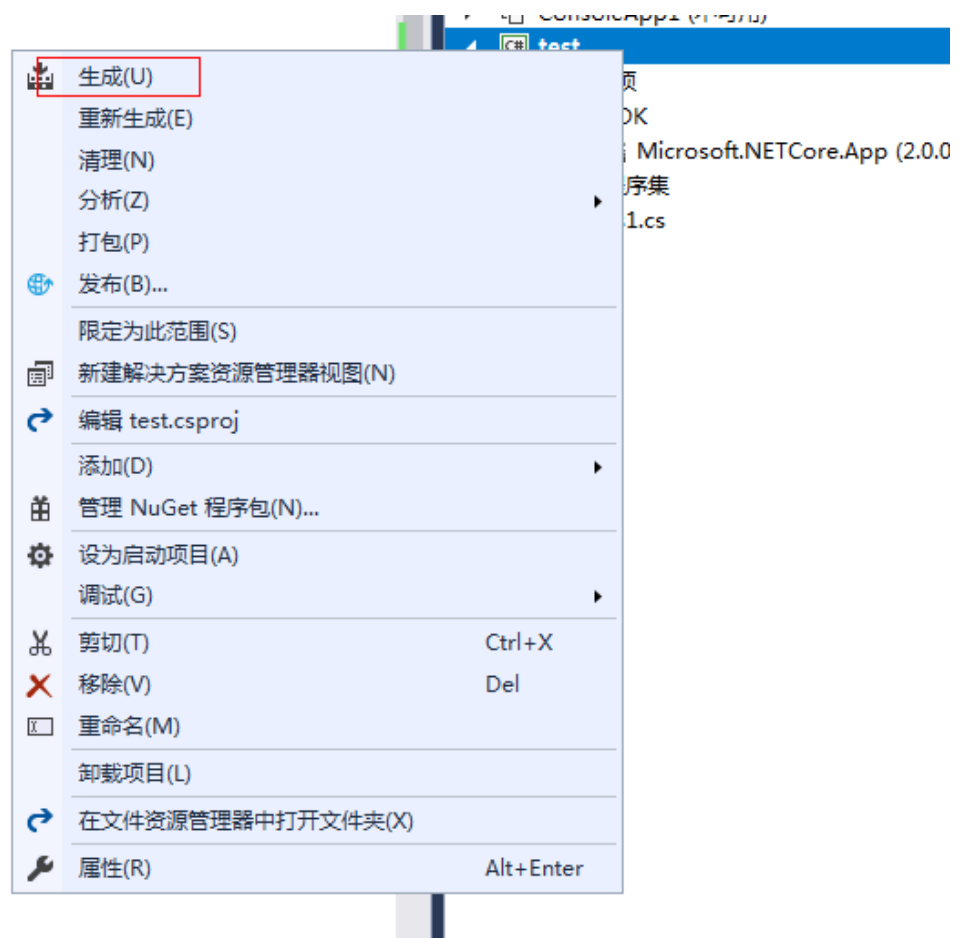 ConsoleApp1 (不可用)
test
生成(U)
项
重新生成(E)
DK
清理(N)
Microsoft.NETCore.App (2.0.0
分析(Z)
序集
打包(P)
1.cs
发布(B)...
限定为此范围(S)
新建解决方案资源管理器视图(N)
编辑 test.csproj
添加(D)
管理 NuGet 程序包(N)...
设为启动项目(A)
调试(G)
剪切(T) Ctrl+X
移除(V) Del
重命名(M)
卸载项目(L)
在文件资源管理器中打开文件夹(X)
属性(R) Alt+Enter